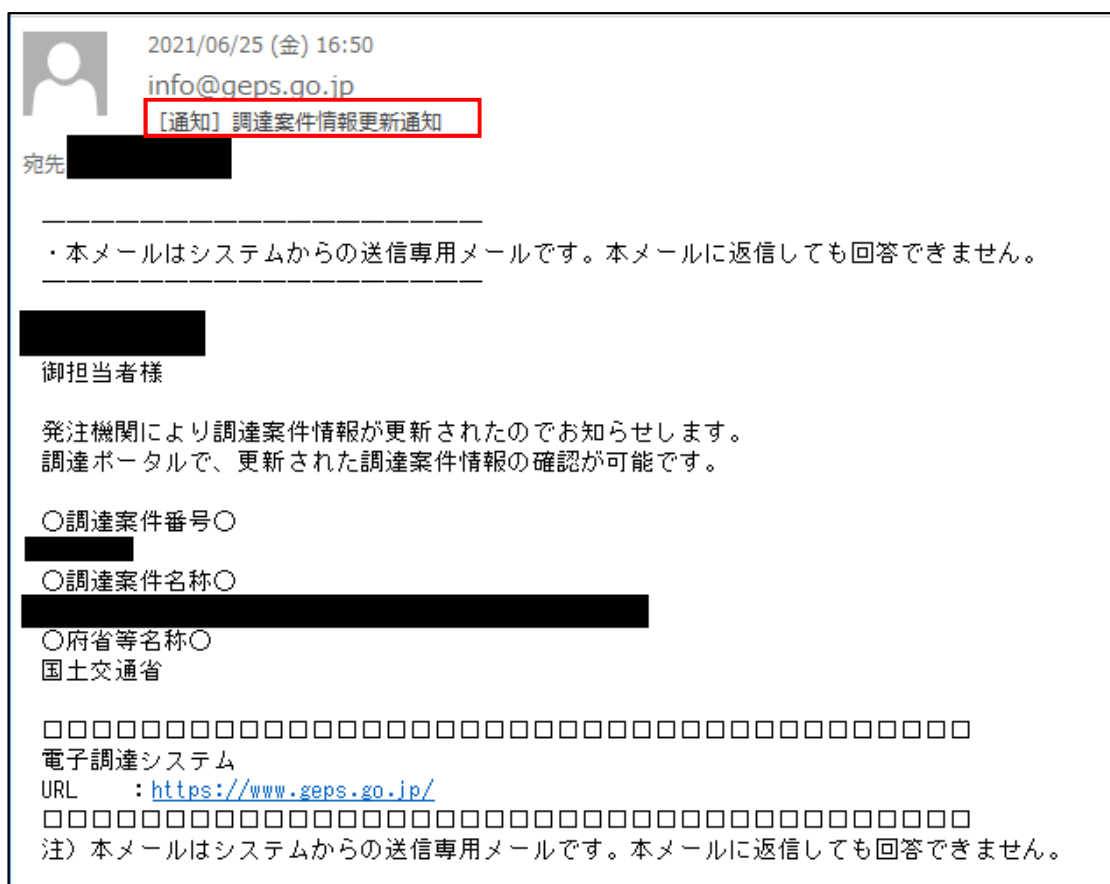 2021/06/25 (金) 16:50
info@geps.go.jp
[通知] 調達案件情報更新通知
宛先
――――――――――――――――――
・本メールはシステムからの送信専用メールです。本メールに返信しても回答できません。
――――――――――――――――――
御担当者様
発注機関により調達案件情報が更新されたのでお知らせします。
調達ポータルで、更新された調達案件情報の確認が可能です。
○調達案件番号○
○調達案件名称○
○府省等名称○
国土交通省
□□□□□□□□□□□□□□□□□□□□□□□□□□□□□□□□□□□□□□
電子調達システム
URL　　：https://www.geps.go.jp/
□□□□□□□□□□□□□□□□□□□□□□□□□□□□□□□□□□□□□□
注）本メールはシステムからの送信専用メールです。本メールに返信しても回答できません。